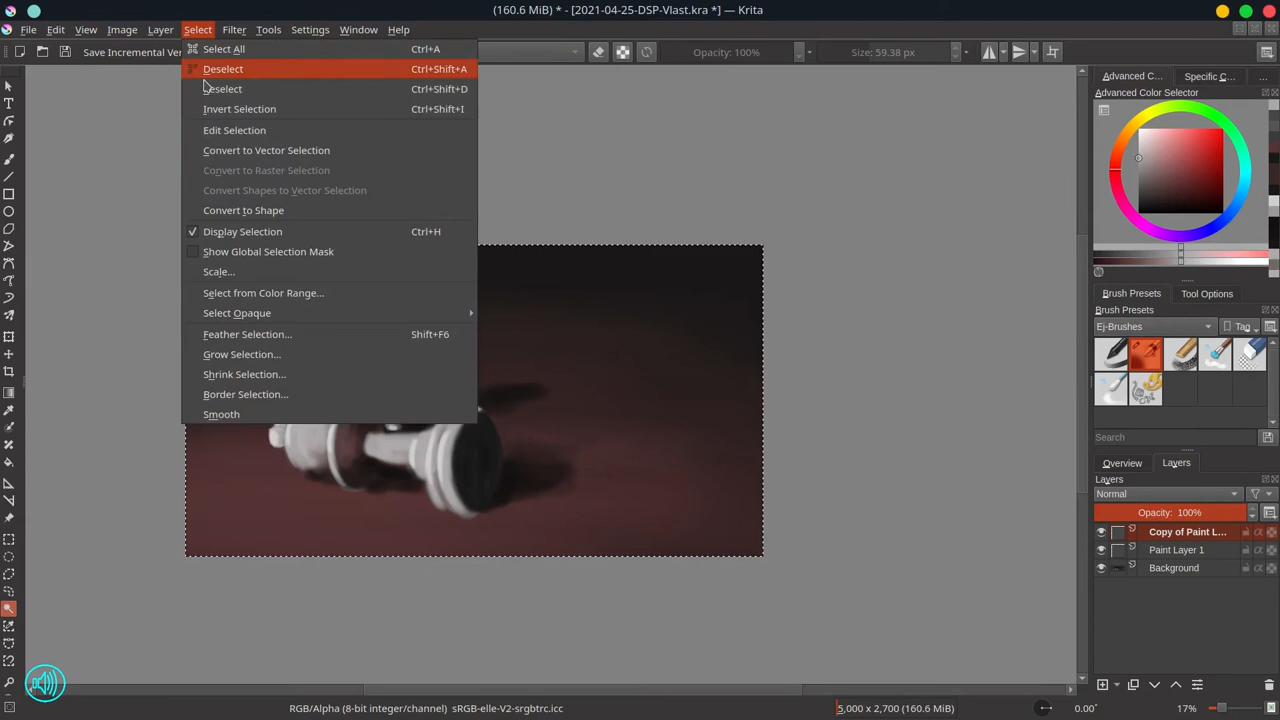 (160.6 MiB) * - [2021-04-25-DSP-Vlast.kra *] — Krita
File Edit View Image Layer Select Filter Tools Settings Window Help
Save Incremental Ver
Opacity: 100%
Size: 59.38 px
Select All Ctrl+A
Deselect Ctrl+Shift+A
eselect Ctrl+Shift+D
Invert Selection Ctrl+Shift+I
Edit Selection
Convert to Vector Selection
Convert to Raster Selection
Convert Shapes to Vector Selection
Convert to Shape
Display Selection Ctrl+H
Show Global Selection Mask
Scale...
Select from Color Range...
Select Opaque
Feather Selection... Shift+F6
Grow Selection...
Shrink Selection...
Border Selection...
Smooth
Advanced C... Specific C...
Advanced Color Selector
Brush Presets Tool Options
Brush Presets
Ej-Brushes Tag
Search
Overview Layers
Layers
Normal
Opacity: 100%
Copy of Paint L...
Paint Layer 1
Background
RGB/Alpha (8-bit integer/channel) sRGB-elle-V2-srgbtrc.icc
5,000 x 2,700 (160.6 MiB)
0.00°
17%